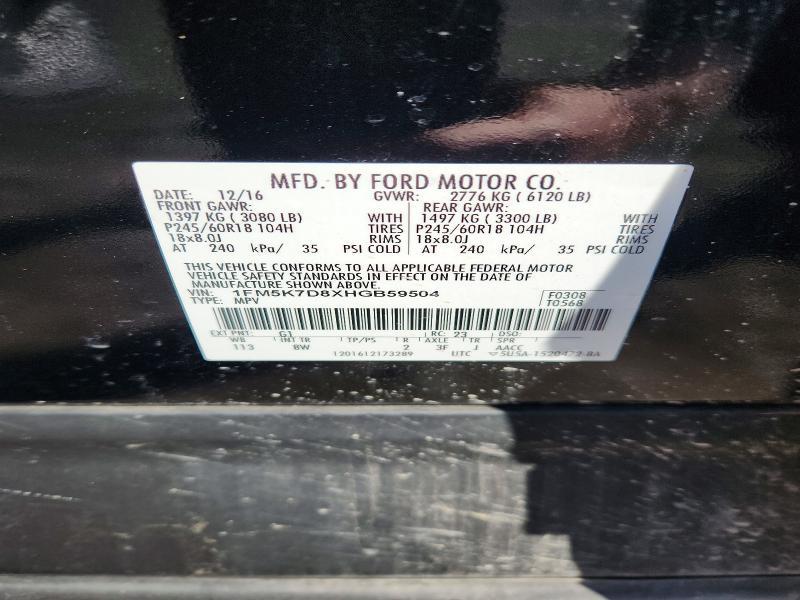 MFD. BY FORD MOTOR CO.
DATE: 12/16 GVWR: 2776 KG ( 6120 LB)
FRONT GAWR: REAR GAWR:
1397 KG ( 3080 LB) WITH 1497 KG ( 3300 LB) WITH
P245/60R18 104H TIRES P245/60R18 104H TIRES
18x8.0J RIMS 18x8.0J RIMS
AT 240 kPa/ 35 PSI COLD AT 240 kPa/ 35 PSI COLD
THIS VEHICLE CONFORMS TO ALL APPLICABLE FEDERAL MOTOR
VEHICLE SAFETY STANDARDS IN EFFECT ON THE DATE OF
MANUFACTURE SHOWN ABOVE.
VIN: 1FM5K7D8XHGB59504 F0308
TYPE: MPV T0568
EXT PNT: G1 RC: 23 DSO:
WB INT TR TP/PS R AXLE TR SPR
113 8W 2 3F J AACC
1201612173289 UTC ▽5U5A-1520472-BA